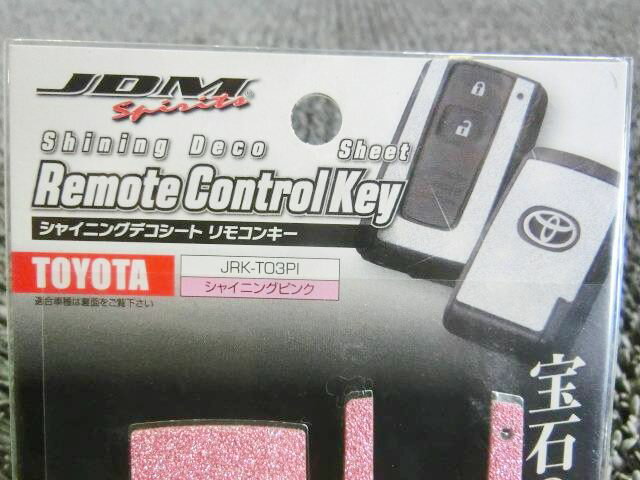 JDM
Spirits
Shining Deco Sheet
Remote Control Key
シャイニングデコシート リモコンキー
TOYOTA
JRK-T03PI
シャイニングピンク
適合車種は裏面をご覧下さい
宝石